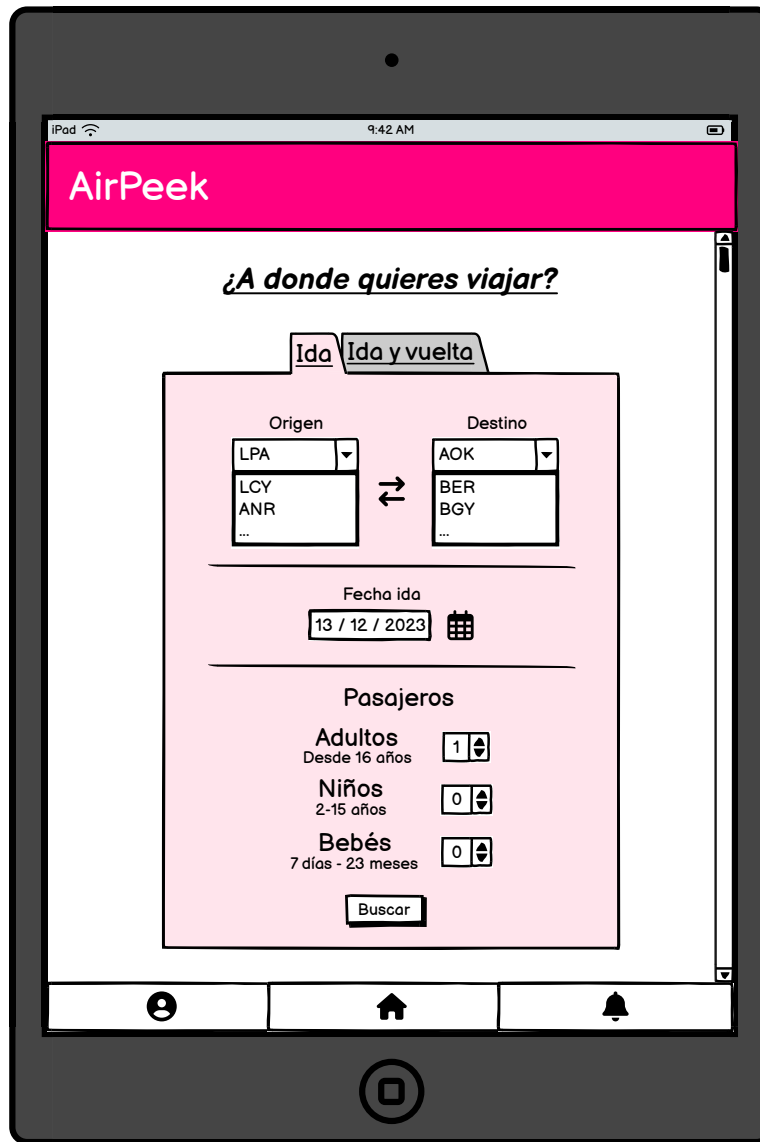 iPad 9:42 AM
AirPeek
¿A donde quieres viajar?
Ida Ida y vuelta
Origen Destino
LPA AOK
LCY BER
ANR BGY
... ...
Fecha ida
13 / 12 / 2023
Pasajeros
Adultos 1
Desde 16 años
Niños 0
2-15 años
Bebés 0
7 días - 23 meses
Buscar